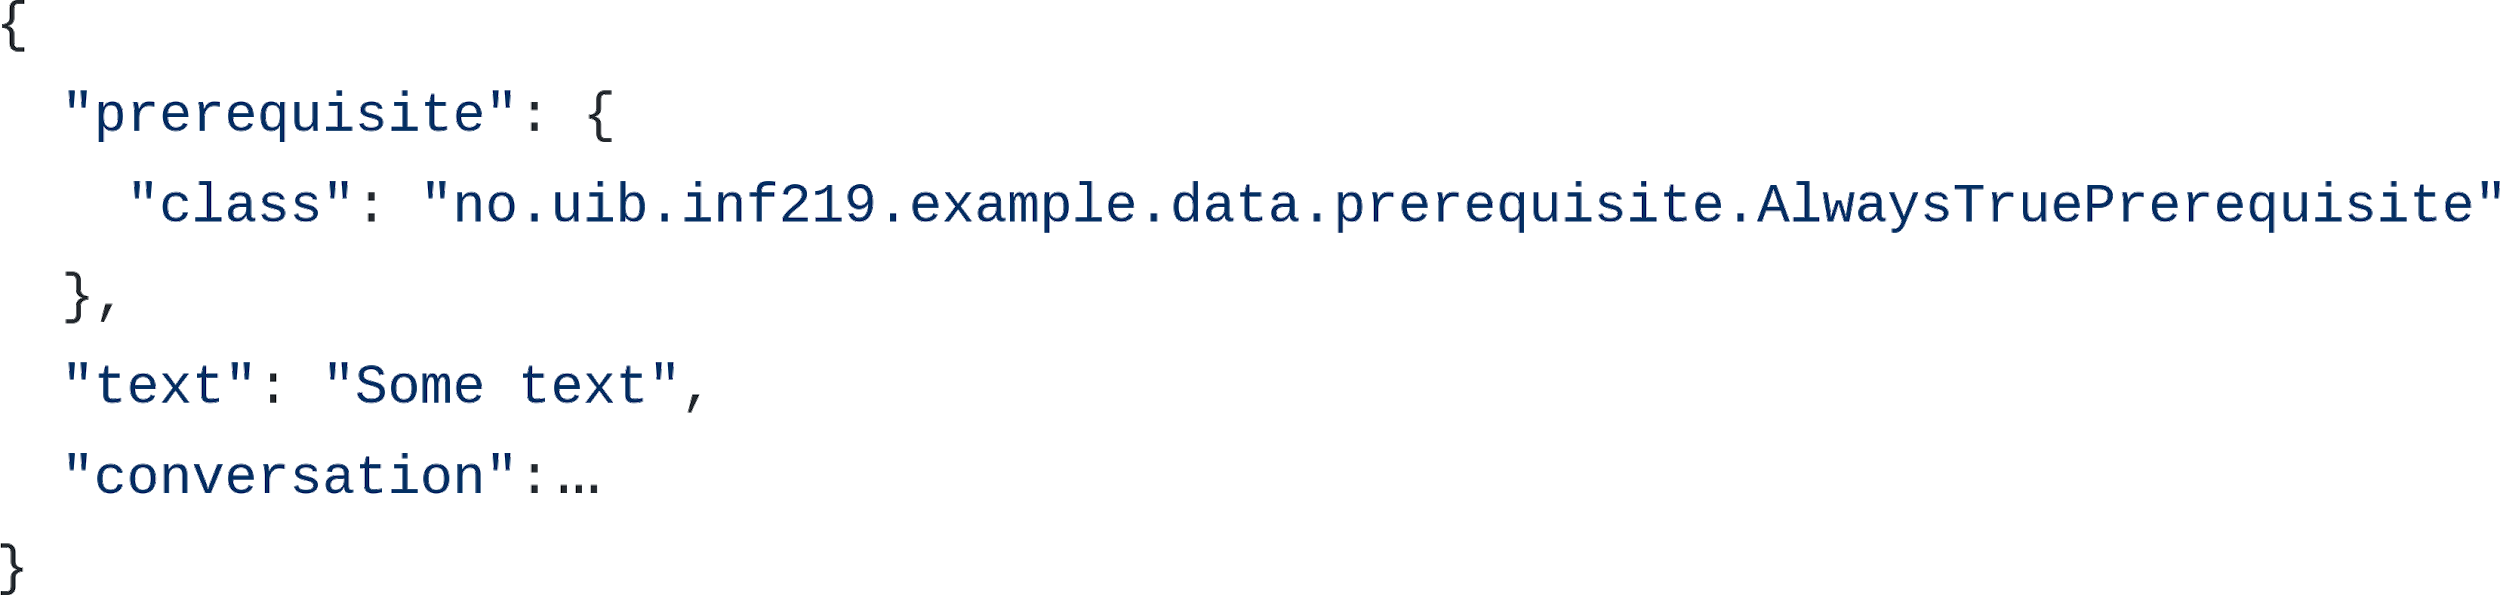 {
  "prerequisite": {
    "class": "no.uib.inf219.example.data.prerequisite.AlwaysTruePrerequisite"
  },
  "text": "Some text",
  "conversation":…
}